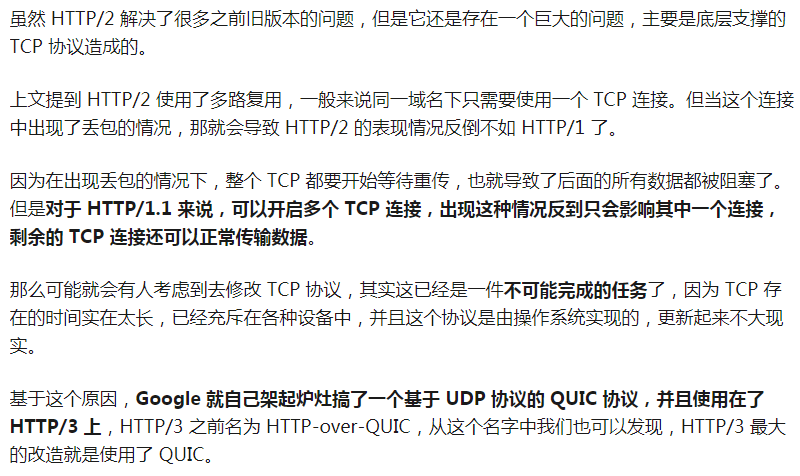 虽然 HTTP/2 解决了很多之前旧版本的问题，但是它还是存在一个巨大的问题，主要是底层支撑的
TCP 协议造成的。
上文提到 HTTP/2 使用了多路复用，一般来说同一域名下只需要使用一个 TCP 连接。但当这个连接
中出现了丢包的情况，那就会导致 HTTP/2 的表现情况反倒不如 HTTP/1 了。
因为在出现丢包的情况下，整个 TCP 都要开始等待重传，也就导致了后面的所有数据都被阻塞了。
但是对于 HTTP/1.1 来说，可以开启多个 TCP 连接，出现这种情况反到只会影响其中一个连接，
剩余的 TCP 连接还可以正常传输数据。
那么可能就会有人考虑到去修改 TCP 协议，其实这已经是一件不可能完成的任务了，因为 TCP 存
在的时间实在太长，已经充斥在各种设备中，并且这个协议是由操作系统实现的，更新起来不大现
实。
基于这个原因，Google 就自己架起炉灶搞了一个基于 UDP 协议的 QUIC 协议，并且使用在了
HTTP/3 上，HTTP/3 之前名为 HTTP-over-QUIC，从这个名字中我们也可以发现，HTTP/3 最大
的改造就是使用了 QUIC。